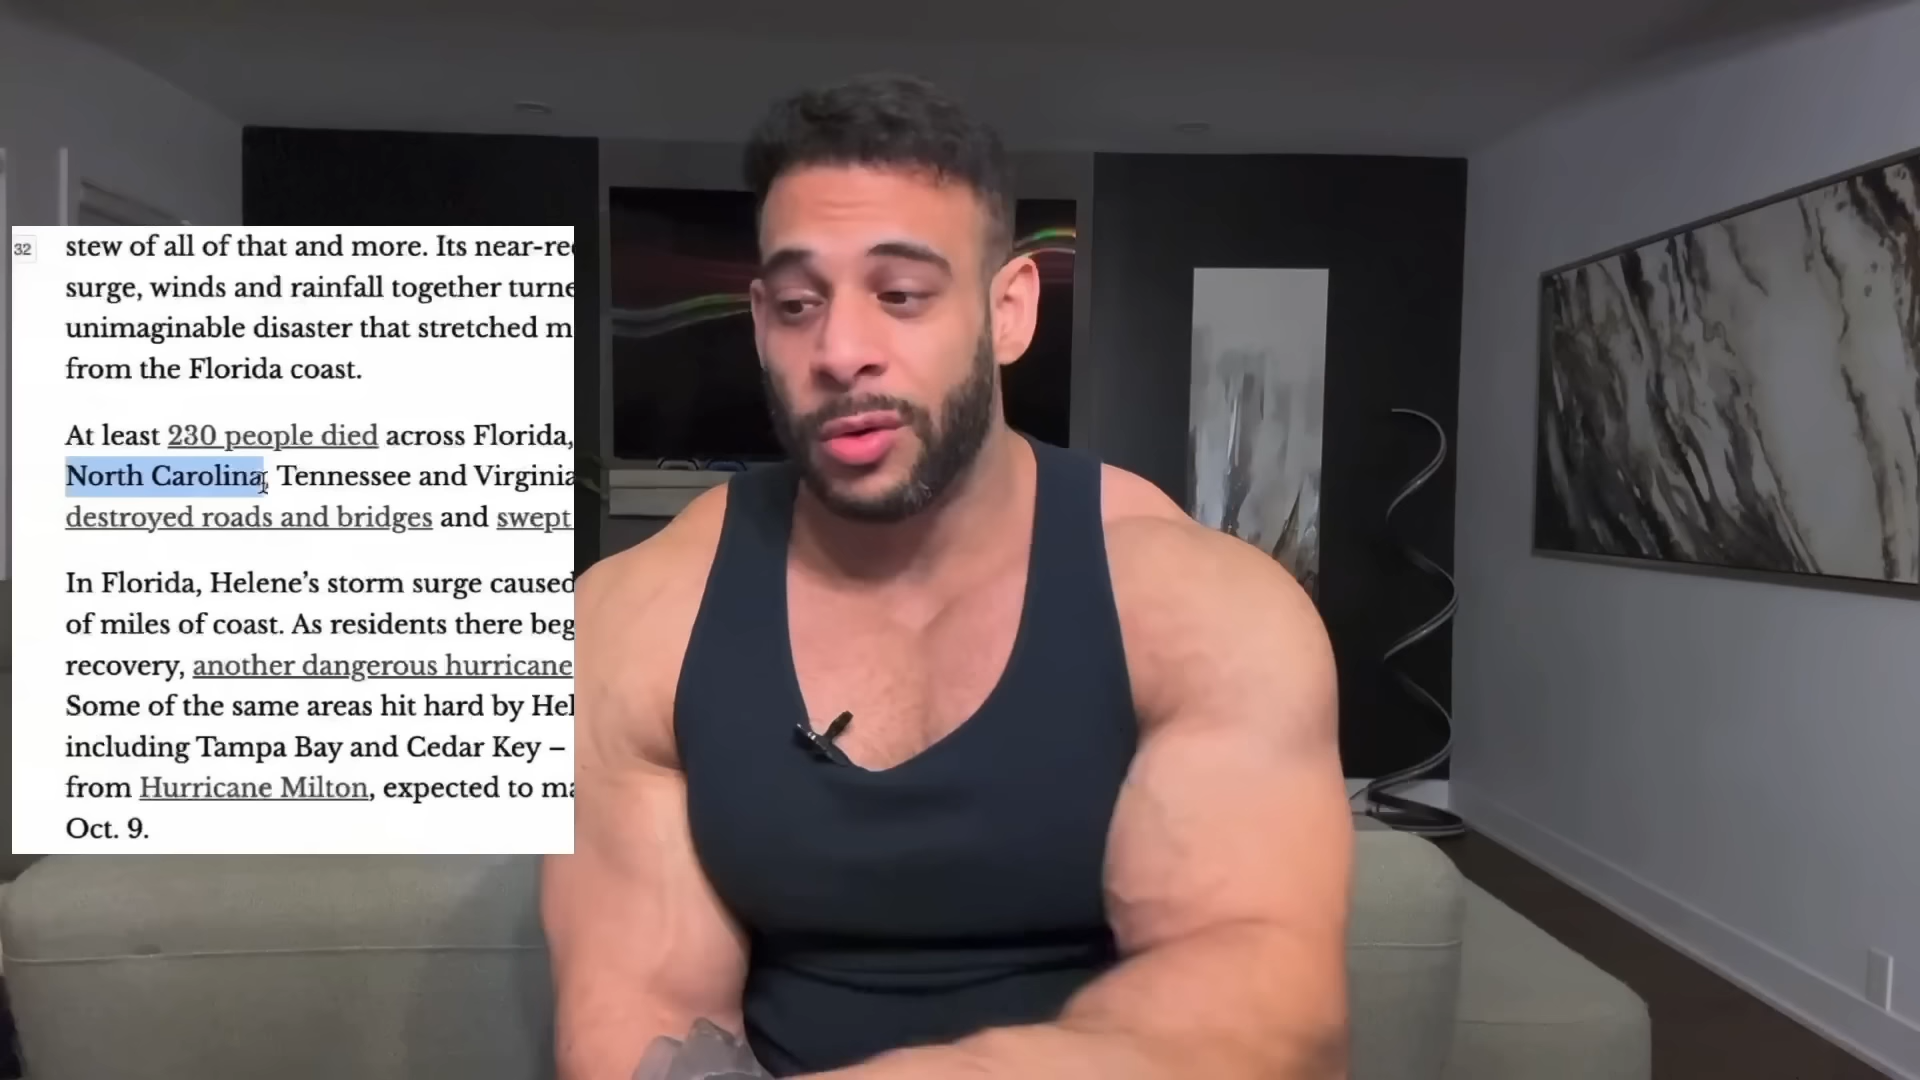 32
stew of all of that and more. Its near-re
surge, winds and rainfall together turne
unimaginable disaster that stretched m
from the Florida coast.
At least 230 people died across Florida,
North Carolina, Tennessee and Virginia
destroyed roads and bridges and swept
In Florida, Helene’s storm surge caused
of miles of coast. As residents there beg
recovery, another dangerous hurricane
Some of the same areas hit hard by Hel
including Tampa Bay and Cedar Key –
from Hurricane Milton, expected to ma
Oct. 9.